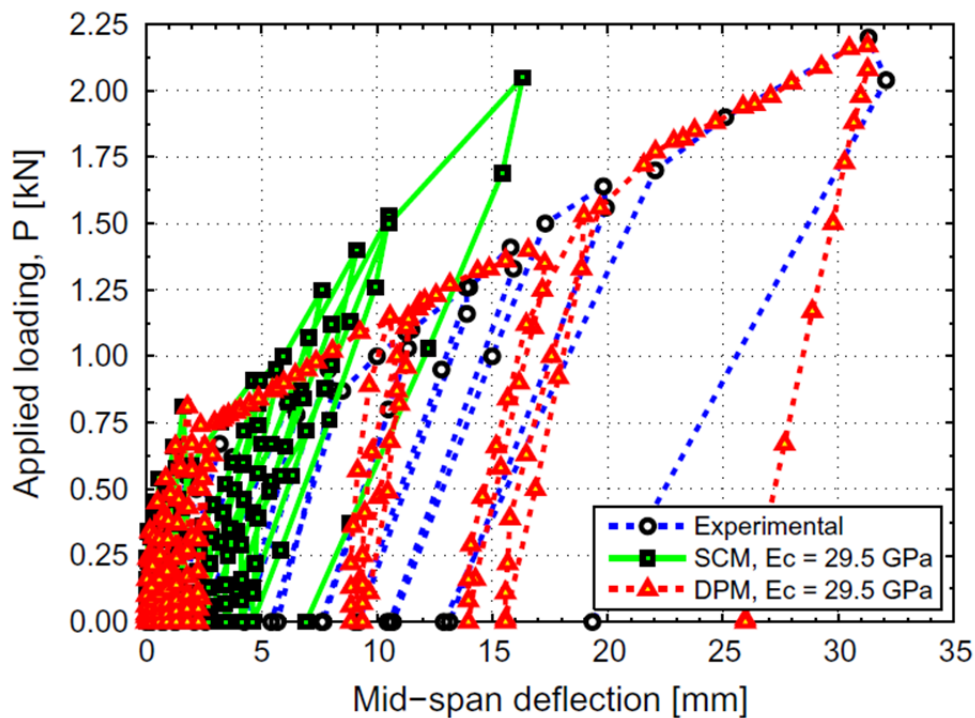 Applied loading, P [kN]
2.25
2.00
1.75
1.50
1.25
1.00
0.75
0.50
0.25
0.00
Experimental
SCM, Ec = 29.5 GPa
DPM, Ec = 29.5 GPa
0 5 10 15 20 25 30 35
Mid−span deflection [mm]